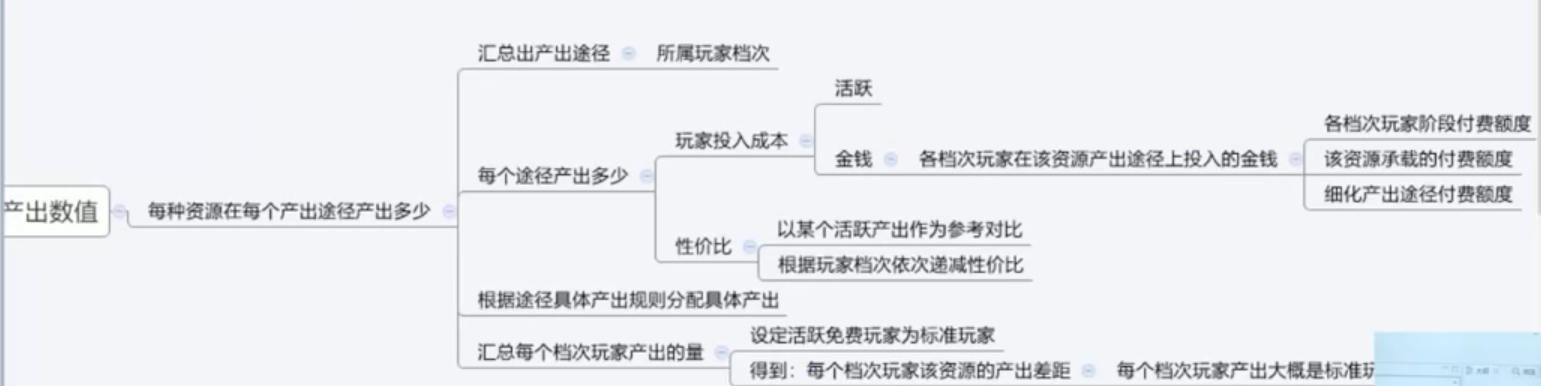 产出数值
每种资源在每个产出途径产出多少
汇总出产出途径
所属玩家档次
每个途径产出多少
玩家投入成本
活跃
金钱
各档次玩家在该资源产出途径上投入的金钱
各档次玩家阶段付费额度
该资源承载的付费额度
细化产出途径付费额度
性价比
以某个活跃产出作为参考对比
根据玩家档次依次递减性价比
根据途径具体产出规则分配具体产出
汇总每个档次玩家产出的量
设定活跃免费玩家为标准玩家
得到：每个档次玩家该资源的产出差距
每个档次玩家产出大概是标准玩